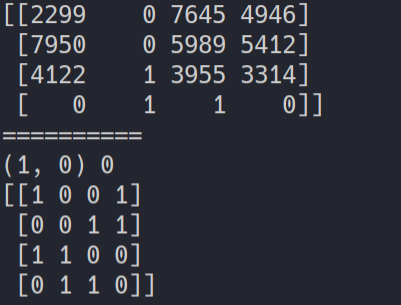 [[2299    0 7645 4946]
 [7950    0 5989 5412]
 [4122    1 3955 3314]
 [   0    1    1    0]]
==========
(1, 0) 0
[[1 0 0 1]
 [0 0 1 1]
 [1 1 0 0]
 [0 1 1 0]]